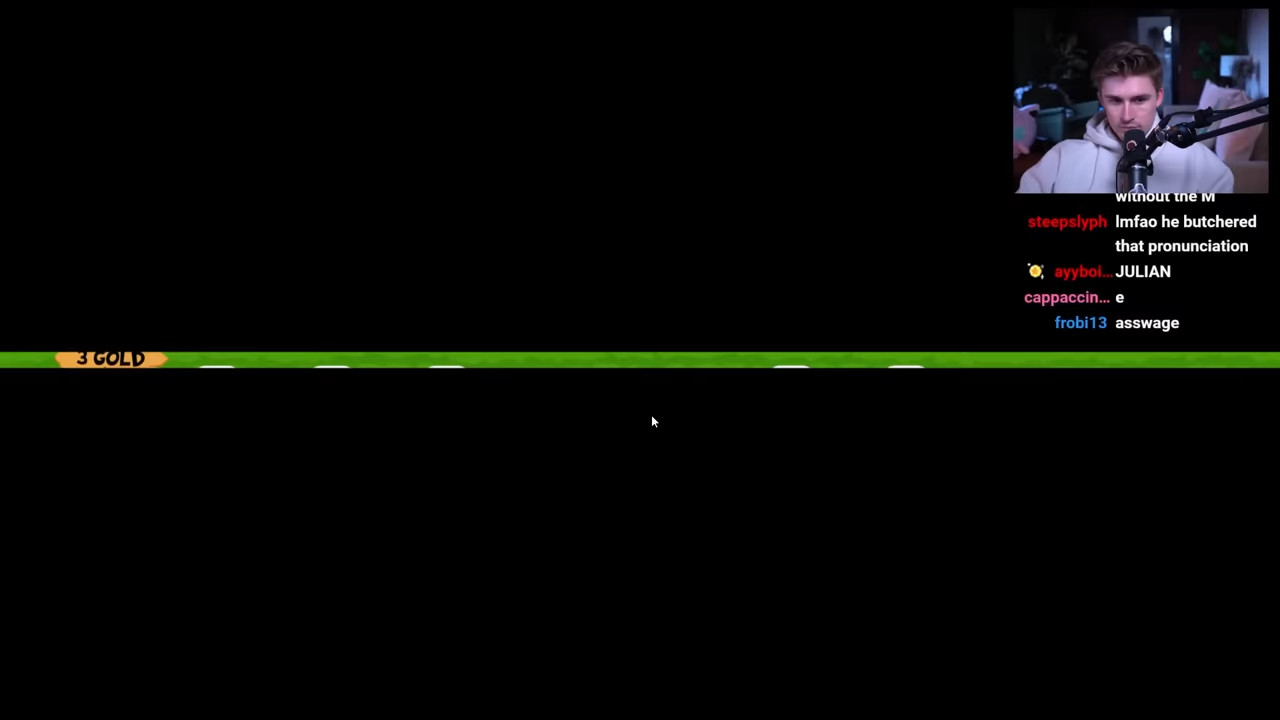 without the M
steepslyph lmfao he butchered
that pronunciation
ayyboi... JULIAN
cappaccin... e
frobi13 asswage
3 GOLD